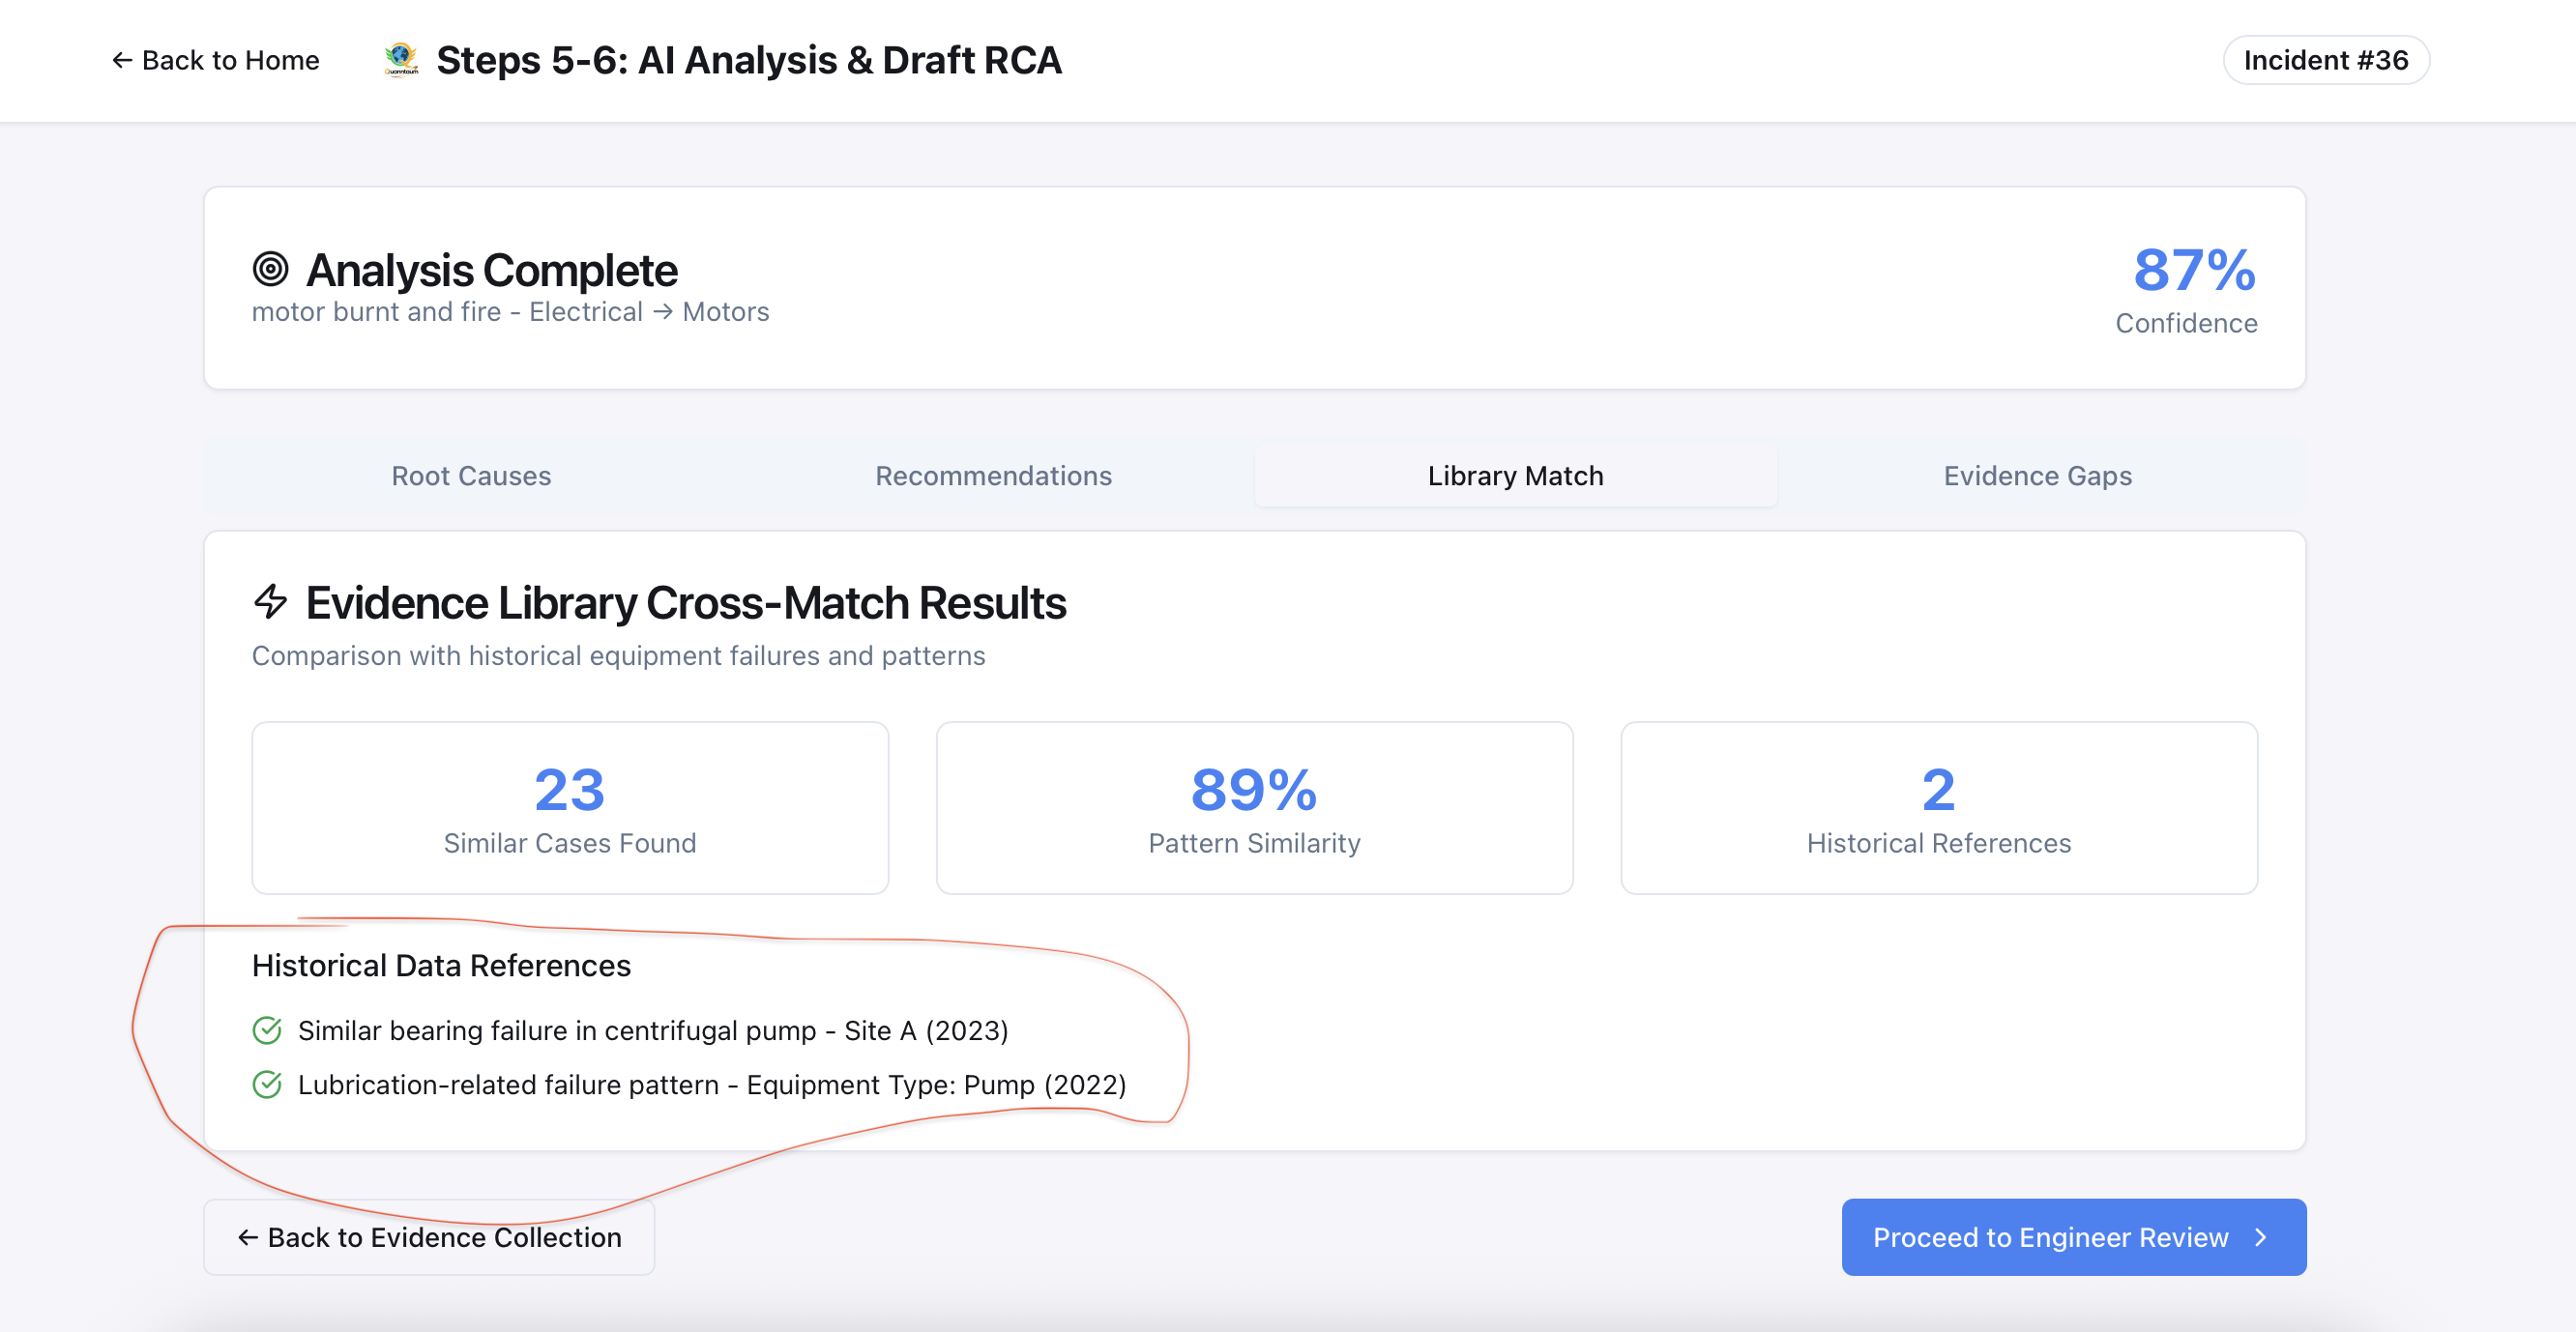 ← Back to Home
Quanntaum
Steps 5-6: AI Analysis & Draft RCA
Incident #36
Analysis Complete
motor burnt and fire - Electrical → Motors
87%
Confidence
Root Causes
Recommendations
Library Match
Evidence Gaps
Evidence Library Cross-Match Results
Comparison with historical equipment failures and patterns
23
Similar Cases Found
89%
Pattern Similarity
2
Historical References
Historical Data References
Similar bearing failure in centrifugal pump - Site A (2023)
Lubrication-related failure pattern - Equipment Type: Pump (2022)
← Back to Evidence Collection
Proceed to Engineer Review >